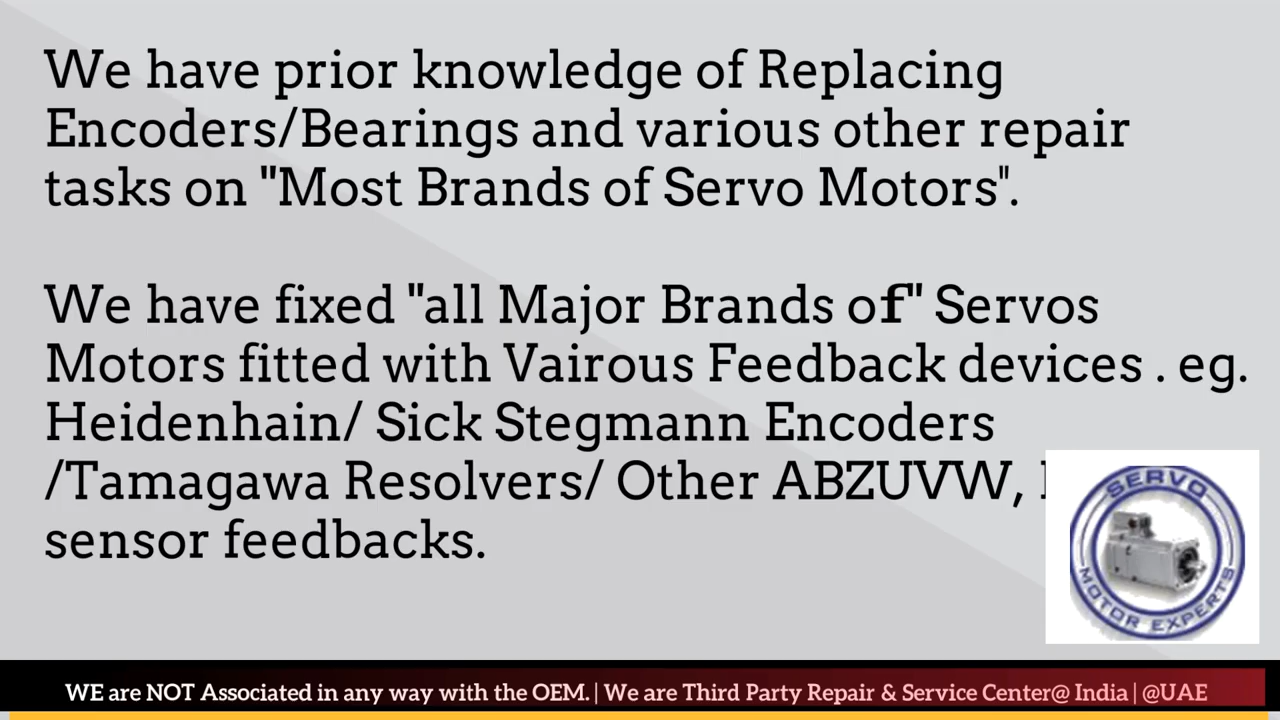 We have prior knowledge of Replacing
Encoders/Bearings and various other repair
tasks on "Most Brands of Servo Motors".
We have fixed "all Major Brands of" Servos
Motors fitted with Vairous Feedback devices . eg.
Heidenhain/ Sick Stegmann Encoders
/Tamagawa Resolvers/ Other ABZUVW,
sensor feedbacks.
SERVO
MOTOR EXPERTS
WE are NOT Associated in any way with the OEM. | We are Third Party Repair & Service Center@ India | @UAE